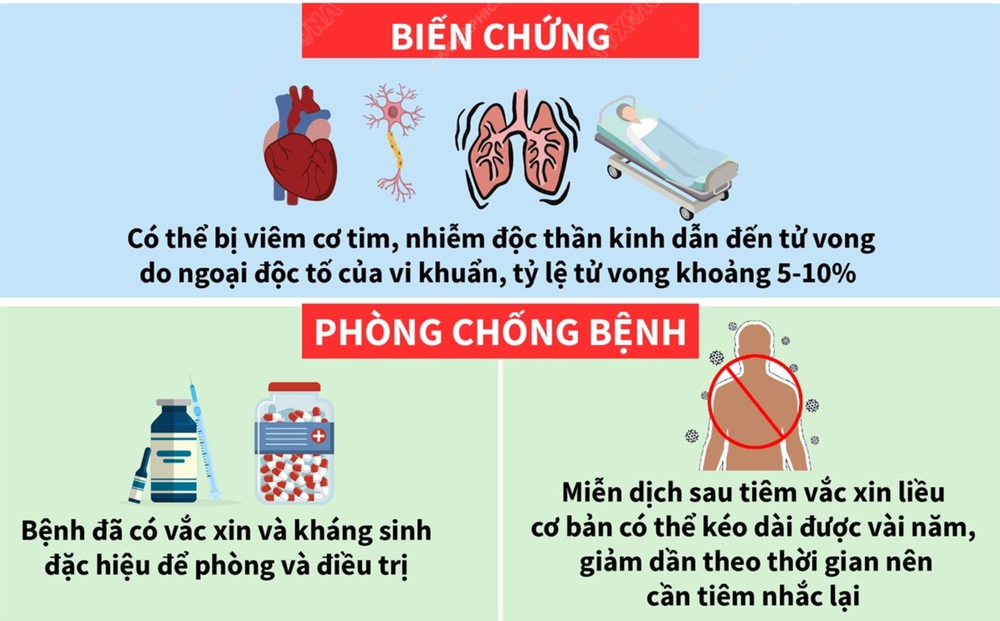 BIẾN CHỨNG
Có thể bị viêm cơ tim, nhiễm độc thần kinh dẫn đến tử vong
do ngoại độc tố của vi khuẩn, tỷ lệ tử vong khoảng 5-10%
PHÒNG CHỐNG BỆNH
Bệnh đã có vắc xin và kháng sinh
đặc hiệu để phòng và điều trị
Miễn dịch sau tiêm vắc xin liều
cơ bản có thể kéo dài được vài năm,
giảm dần theo thời gian nên
cần tiêm nhắc lại